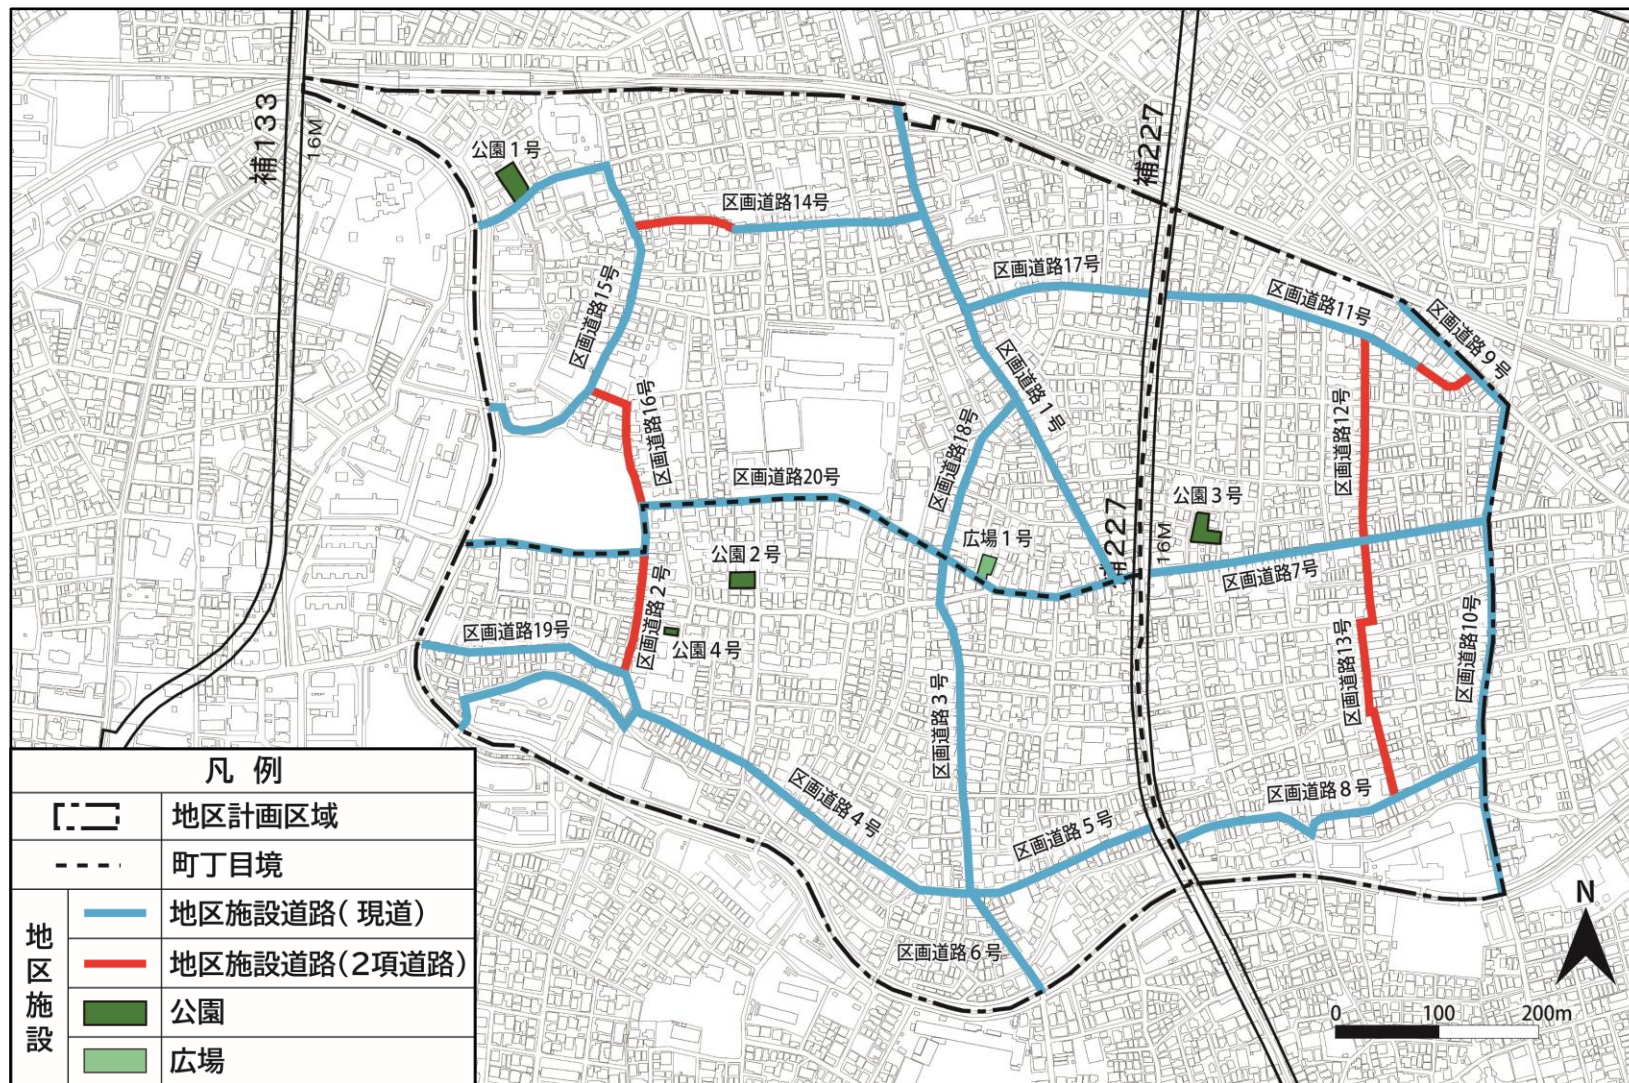 補133
16M
補227
公園1号
区画道路14号
区画道路17号
区画道路11号
区画道路9号
区画道路15号
区画道路1号
区画道路16号
区画道路18号
区画道路12号
区画道路20号
公園3号
広場1号
補227
16M
公園2号
区画道路7号
区画道路2号
区画道路19号
公園4号
区画道路10号
区画道路13号
区画道路3号
区画道路4号
区画道路8号
区画道路5号
区画道路6号
凡 例
地区計画区域
町丁目境
地区施設
地区施設道路(現道)
地区施設道路(2項道路)
公園
広場
N
0 100 200m